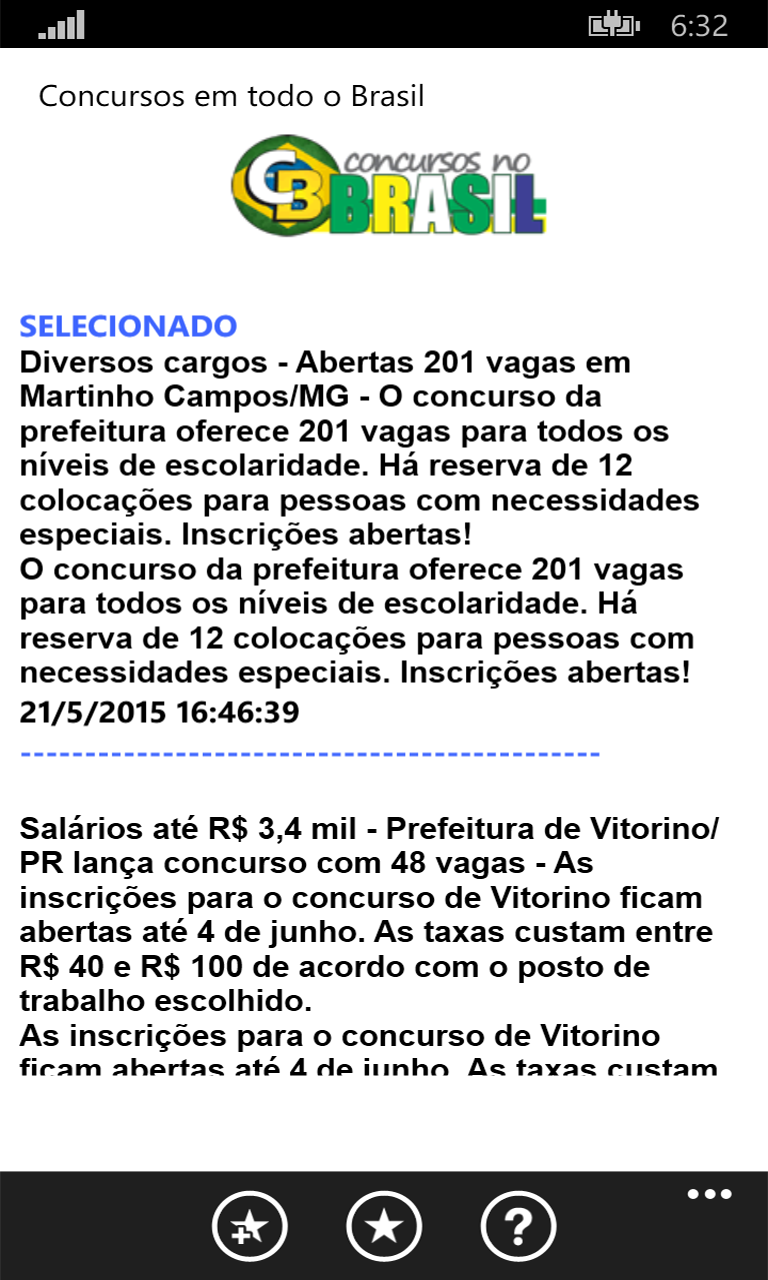 6:32
Concursos em todo o Brasil
CB
concursos no
BRASIL
SELECIONADO
Diversos cargos - Abertas 201 vagas em
Martinho Campos/MG - O concurso da
prefeitura oferece 201 vagas para todos os
níveis de escolaridade. Há reserva de 12
colocações para pessoas com necessidades
especiais. Inscrições abertas!
O concurso da prefeitura oferece 201 vagas
para todos os níveis de escolaridade. Há
reserva de 12 colocações para pessoas com
necessidades especiais. Inscrições abertas!
21/5/2015 16:46:39
---------------------------------------------
Salários até R$ 3,4 mil - Prefeitura de Vitorino/
PR lança concurso com 48 vagas - As
inscrições para o concurso de Vitorino ficam
abertas até 4 de junho. As taxas custam entre
R$ 40 e R$ 100 de acordo com o posto de
trabalho escolhido.
As inscrições para o concurso de Vitorino
ficam abertas até 4 de junho. As taxas custam